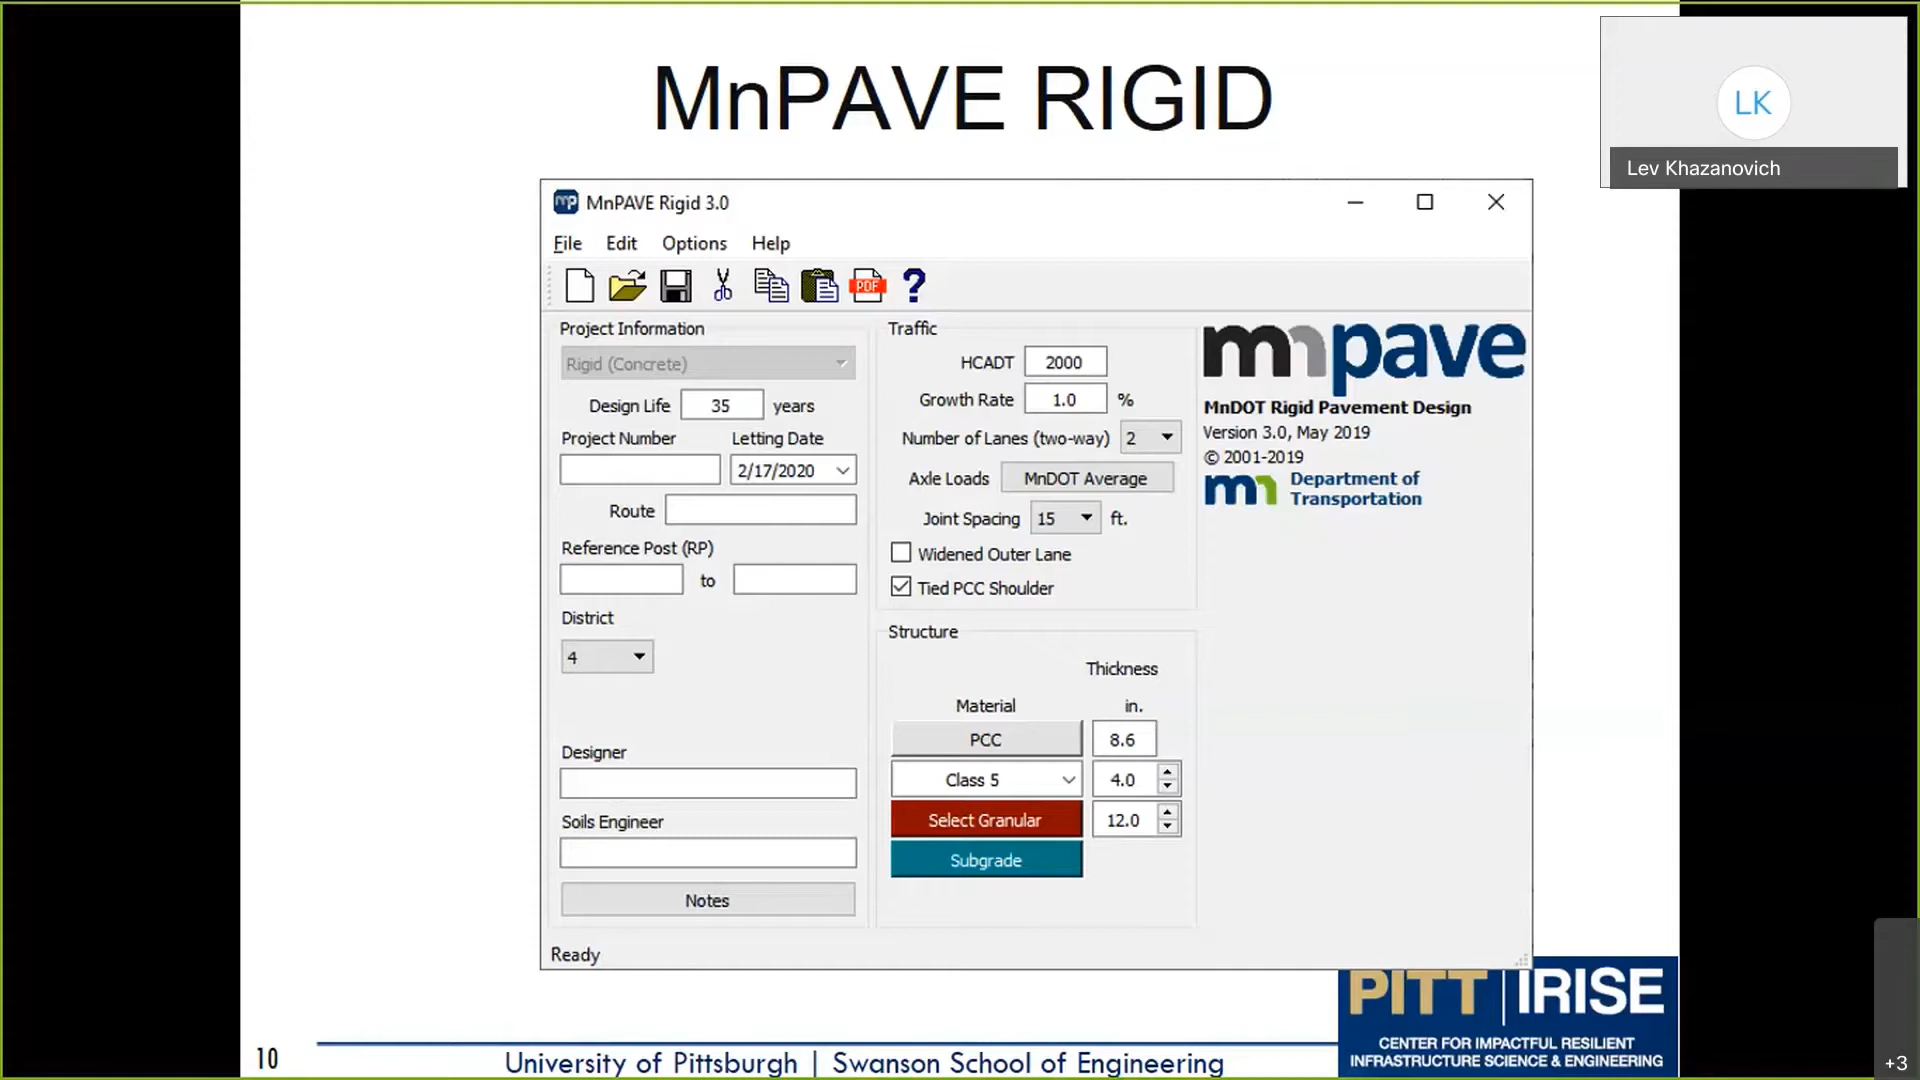 MnPAVE RIGID
LK
Lev Khazanovich
mp MnPAVE Rigid 3.0
File Edit Options Help
PDF ?
Project Information
Rigid (Concrete)
Design Life 35 years
Project Number Letting Date
2/17/2020
Route
Reference Post (RP)
to
District
4
Designer
Soils Engineer
Notes
Traffic
HCADT 2000
Growth Rate 1.0 %
Number of Lanes (two-way) 2
Axle Loads MnDOT Average
Joint Spacing 15 ft.
Widened Outer Lane
Tied PCC Shoulder
Structure
Thickness
Material in.
PCC 8.6
Class 5 4.0
Select Granular 12.0
Subgrade
mnpave
MnDOT Rigid Pavement Design
Version 3.0, May 2019
© 2001-2019
mn Department of
Transportation
Ready
PITT IRISE
CENTER FOR IMPACTFUL RESILIENT
INFRASTRUCTURE SCIENCE & ENGINEERING
10
University of Pittsburgh | Swanson School of Engineering
+3